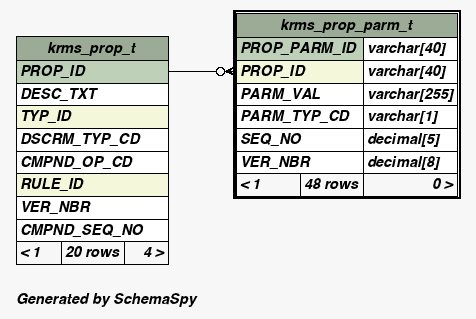 krms_prop_t
PROP_ID
DESC_TXT
TYP_ID
DSCRM_TYP_CD
CMPND_OP_CD
RULE_ID
VER_NBR
CMPND_SEQ_NO
< 1 20 rows 4 >
krms_prop_parm_t
PROP_PARM_ID varchar[40]
PROP_ID varchar[40]
PARM_VAL varchar[255]
PARM_TYP_CD varchar[1]
SEQ_NO decimal[5]
VER_NBR decimal[8]
< 1 48 rows 0 >
Generated by SchemaSpy